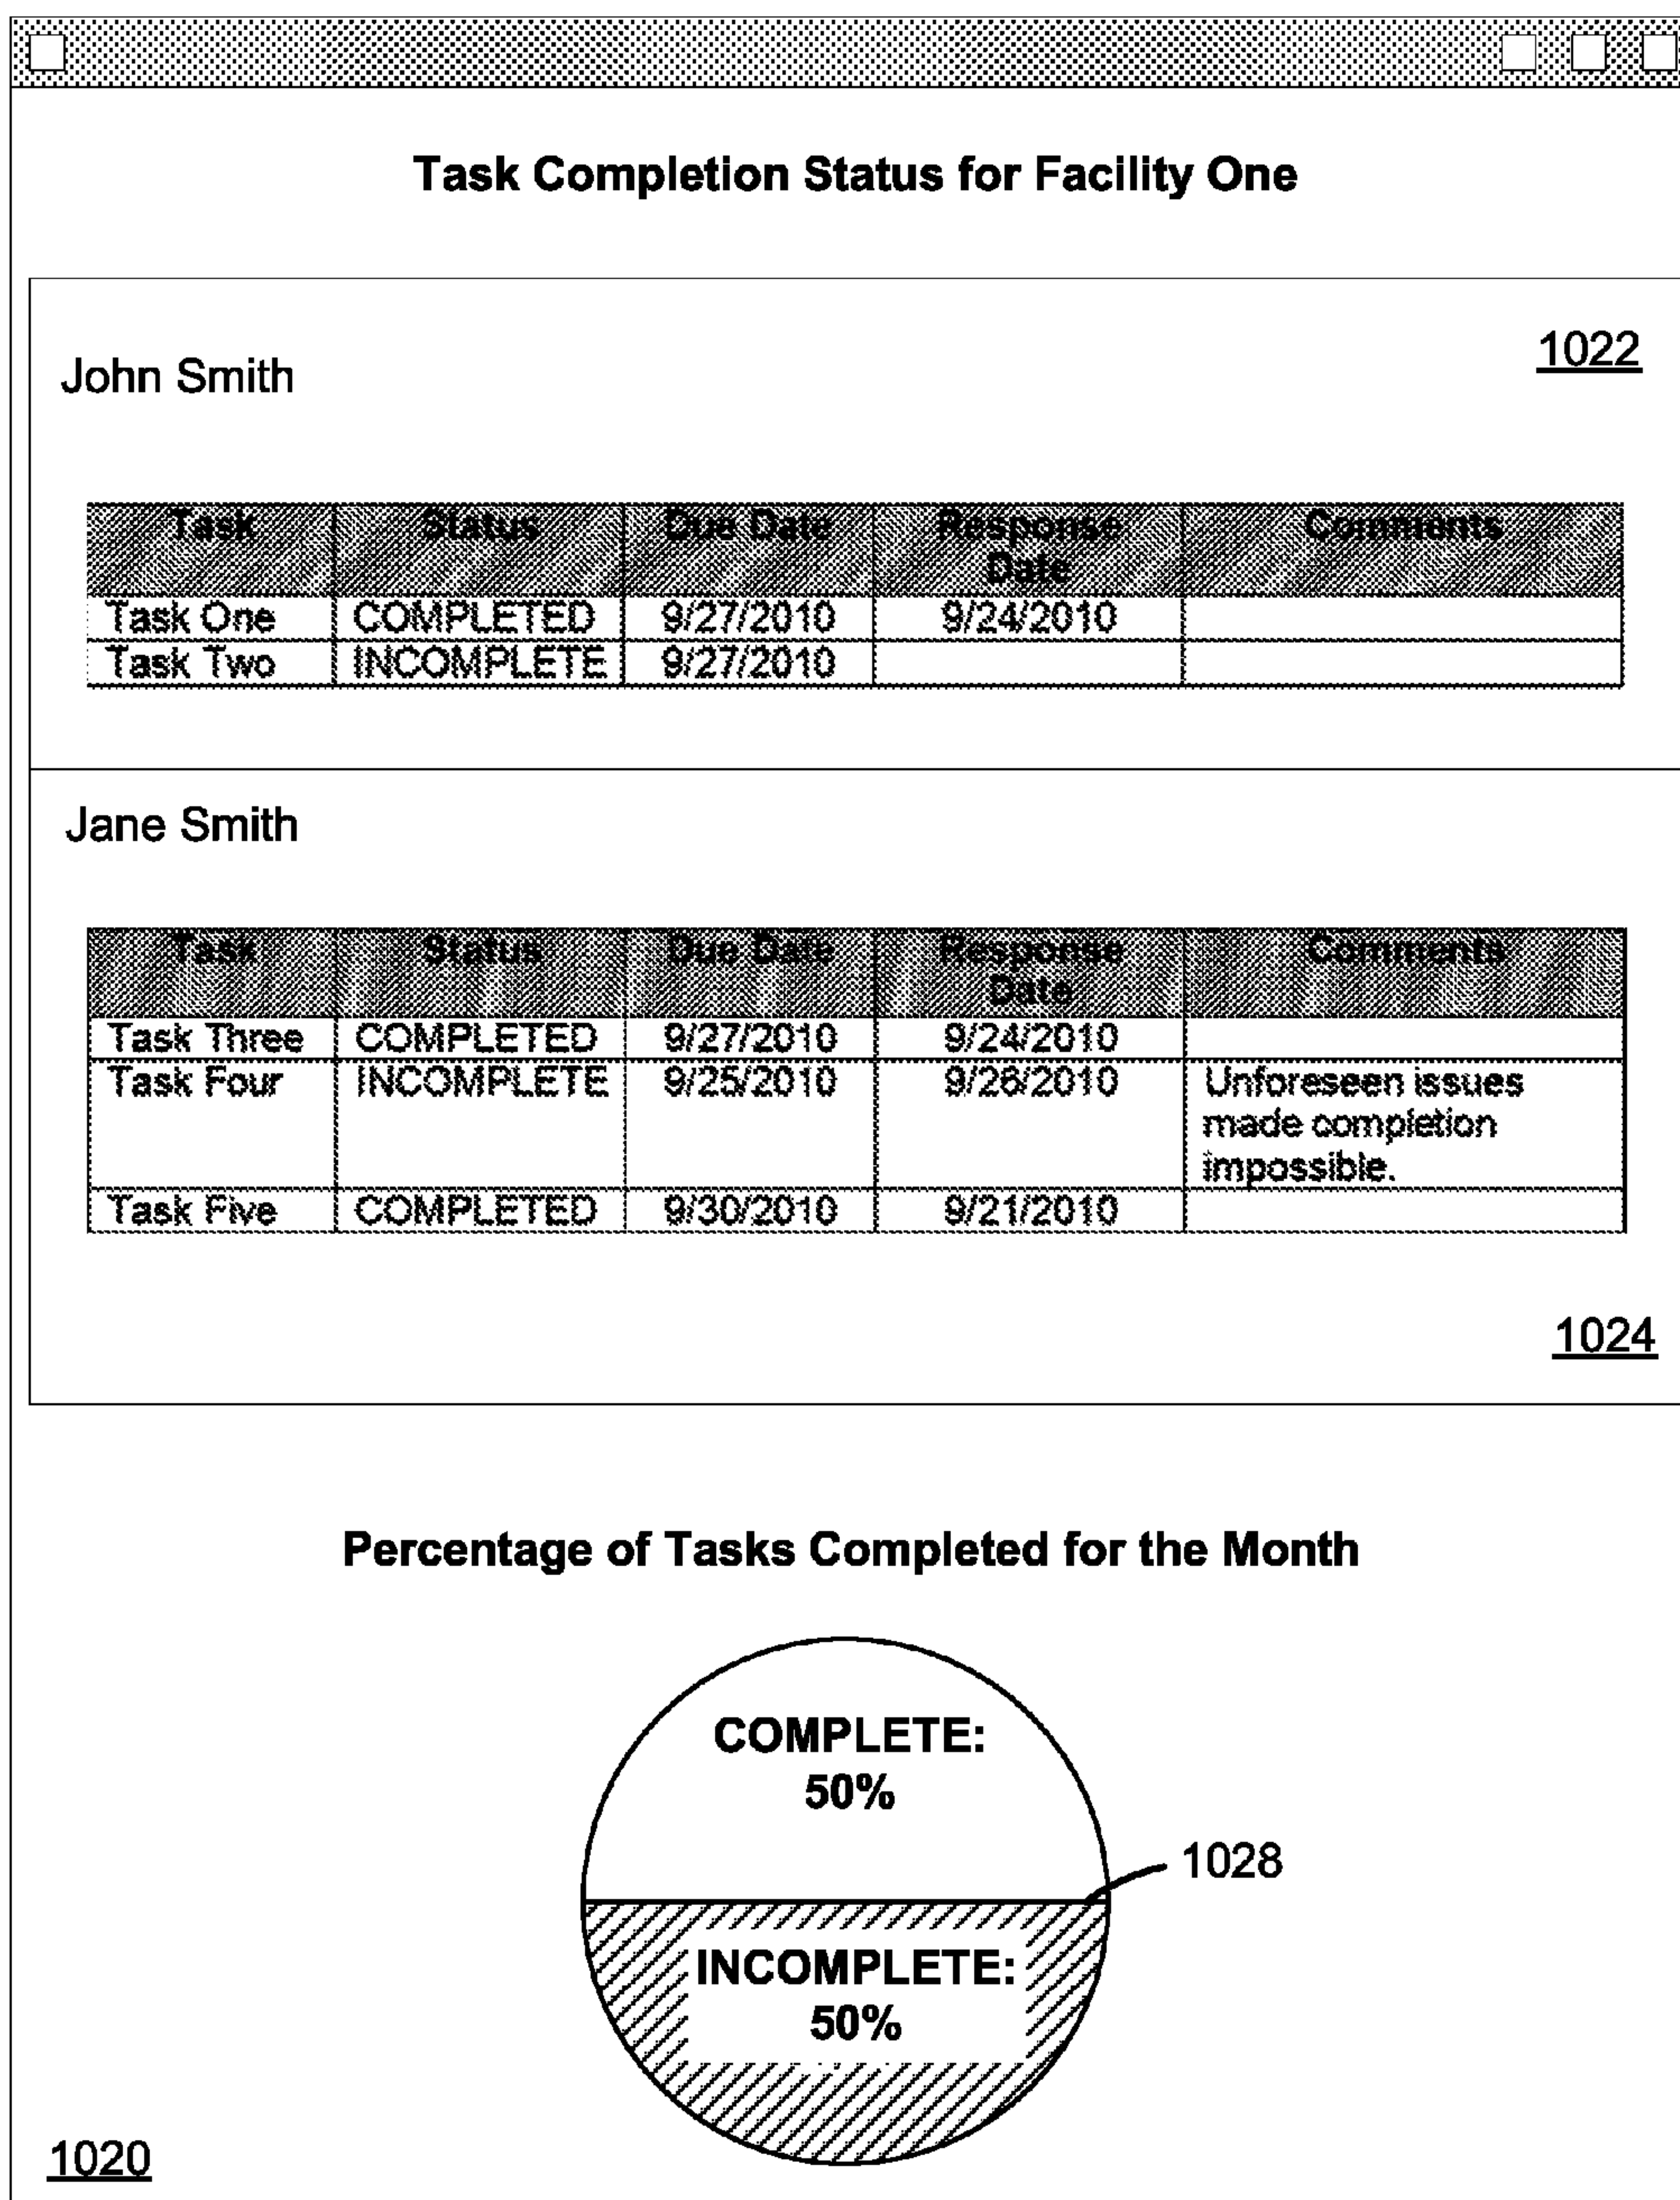 Task Completion Status for Facility One
1022
John Smith
Task Status Due Date Response Date Comments
Task One COMPLETED 9/27/2010 9/24/2010
Task Two INCOMPLETE 9/27/2010
Jane Smith
Task Status Due Date Response Date Comments
Task Three COMPLETED 9/27/2010 9/24/2010
Task Four INCOMPLETE 9/25/2010 9/26/2010 Unforeseen issues
made completion
impossible.
Task Five COMPLETED 9/30/2010 9/21/2010
1024
Percentage of Tasks Completed for the Month
COMPLETE:
50%
1028
INCOMPLETE:
50%
1020